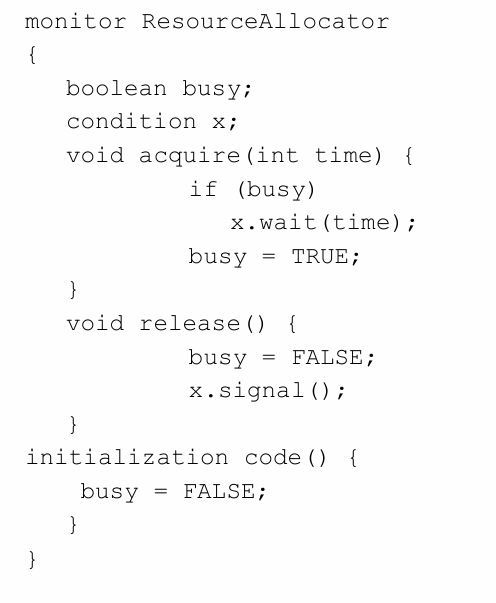 monitor ResourceAllocator
{
boolean busy;
condition x;
void acquire(int time) {
if (busy)
x.wait(time);
busy = TRUE;
}
void release() {
busy = FALSE;
x.signal();
}
initialization code() {
busy = FALSE;
}
}